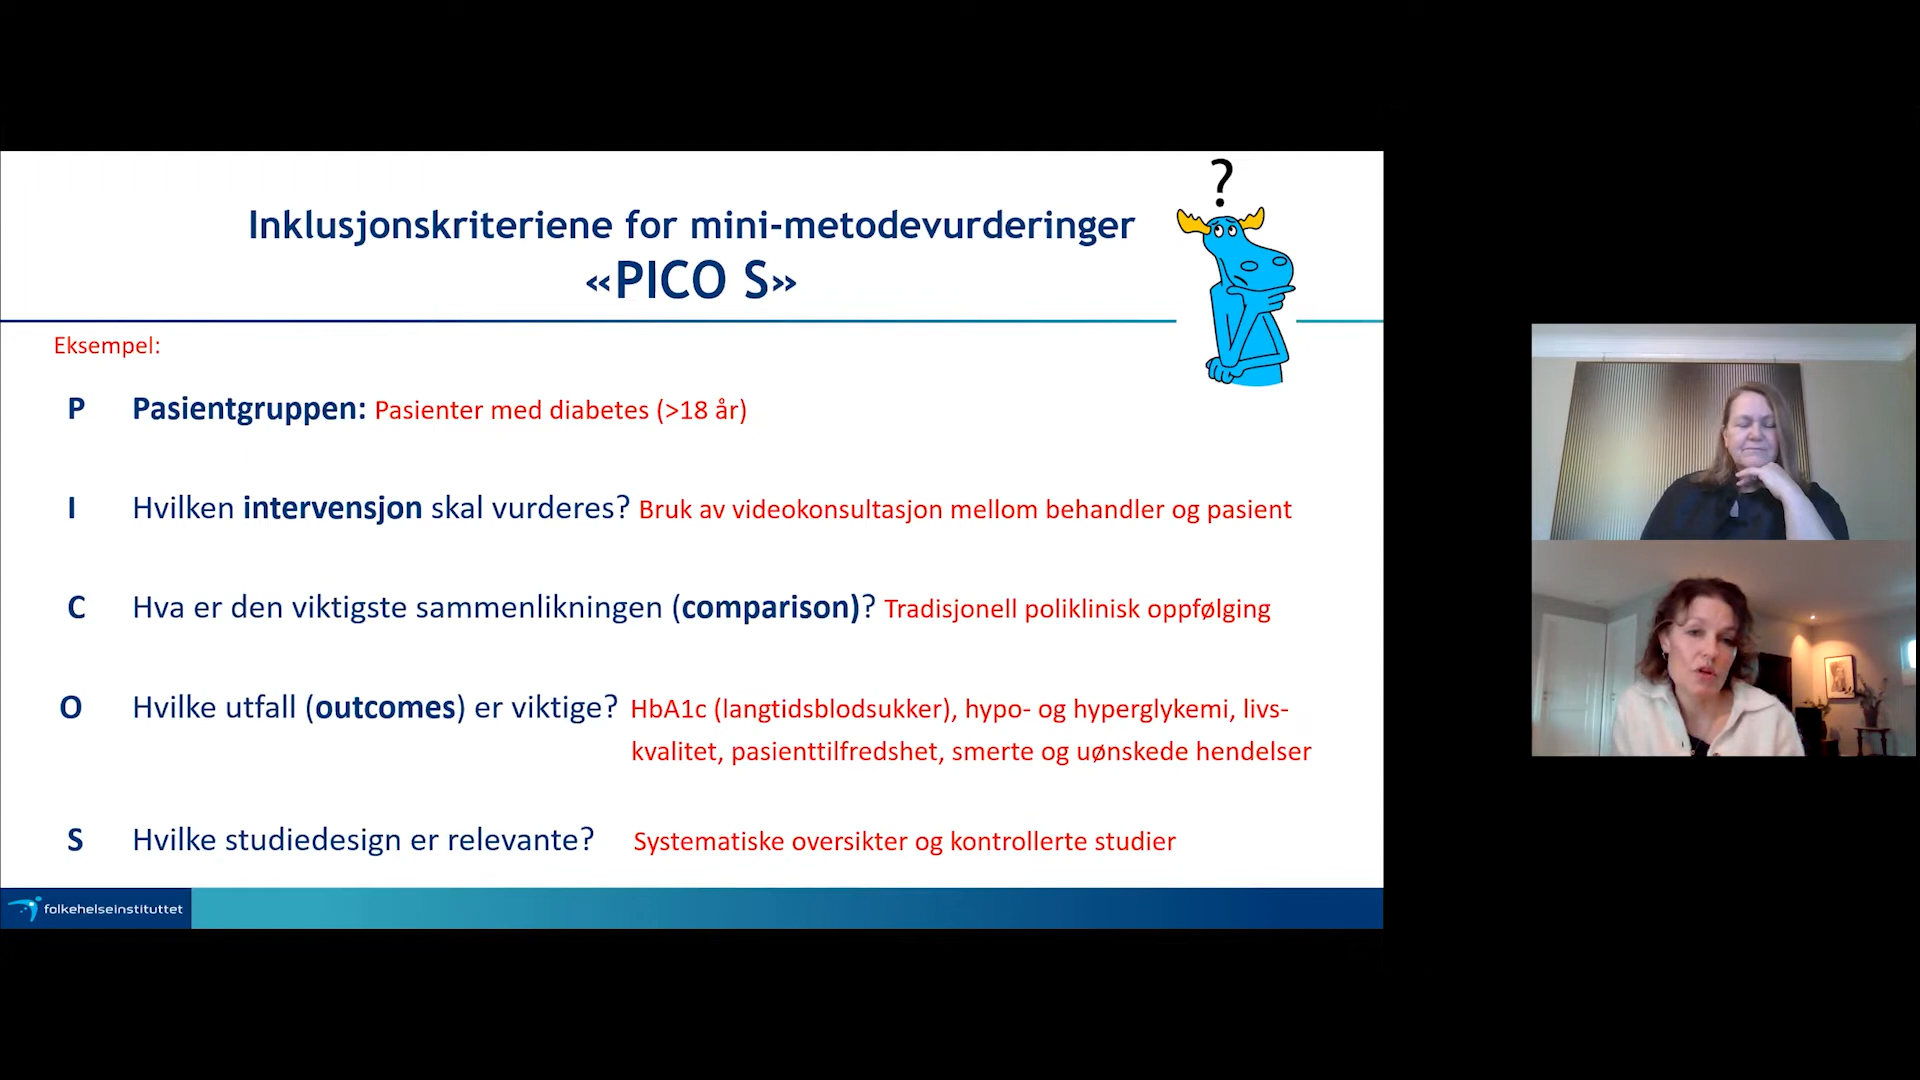 ?
Inklusjonskriteriene for mini-metodevurderinger
«PICO S»
Eksempel:
P Pasientgruppen: Pasienter med diabetes (>18 år)
I Hvilken intervensjon skal vurderes? Bruk av videokonsultasjon mellom behandler og pasient
C Hva er den viktigste sammenlikningen (comparison)? Tradisjonell poliklinisk oppfølging
O Hvilke utfall (outcomes) er viktige? HbA1c (langtidsblodsukker), hypo- og hyperglykemi, livs-
kvalitet, pasienttilfredshet, smerte og uønskede hendelser
S Hvilke studiedesign er relevante? Systematiske oversikter og kontrollerte studier
folkehelseinstituttet